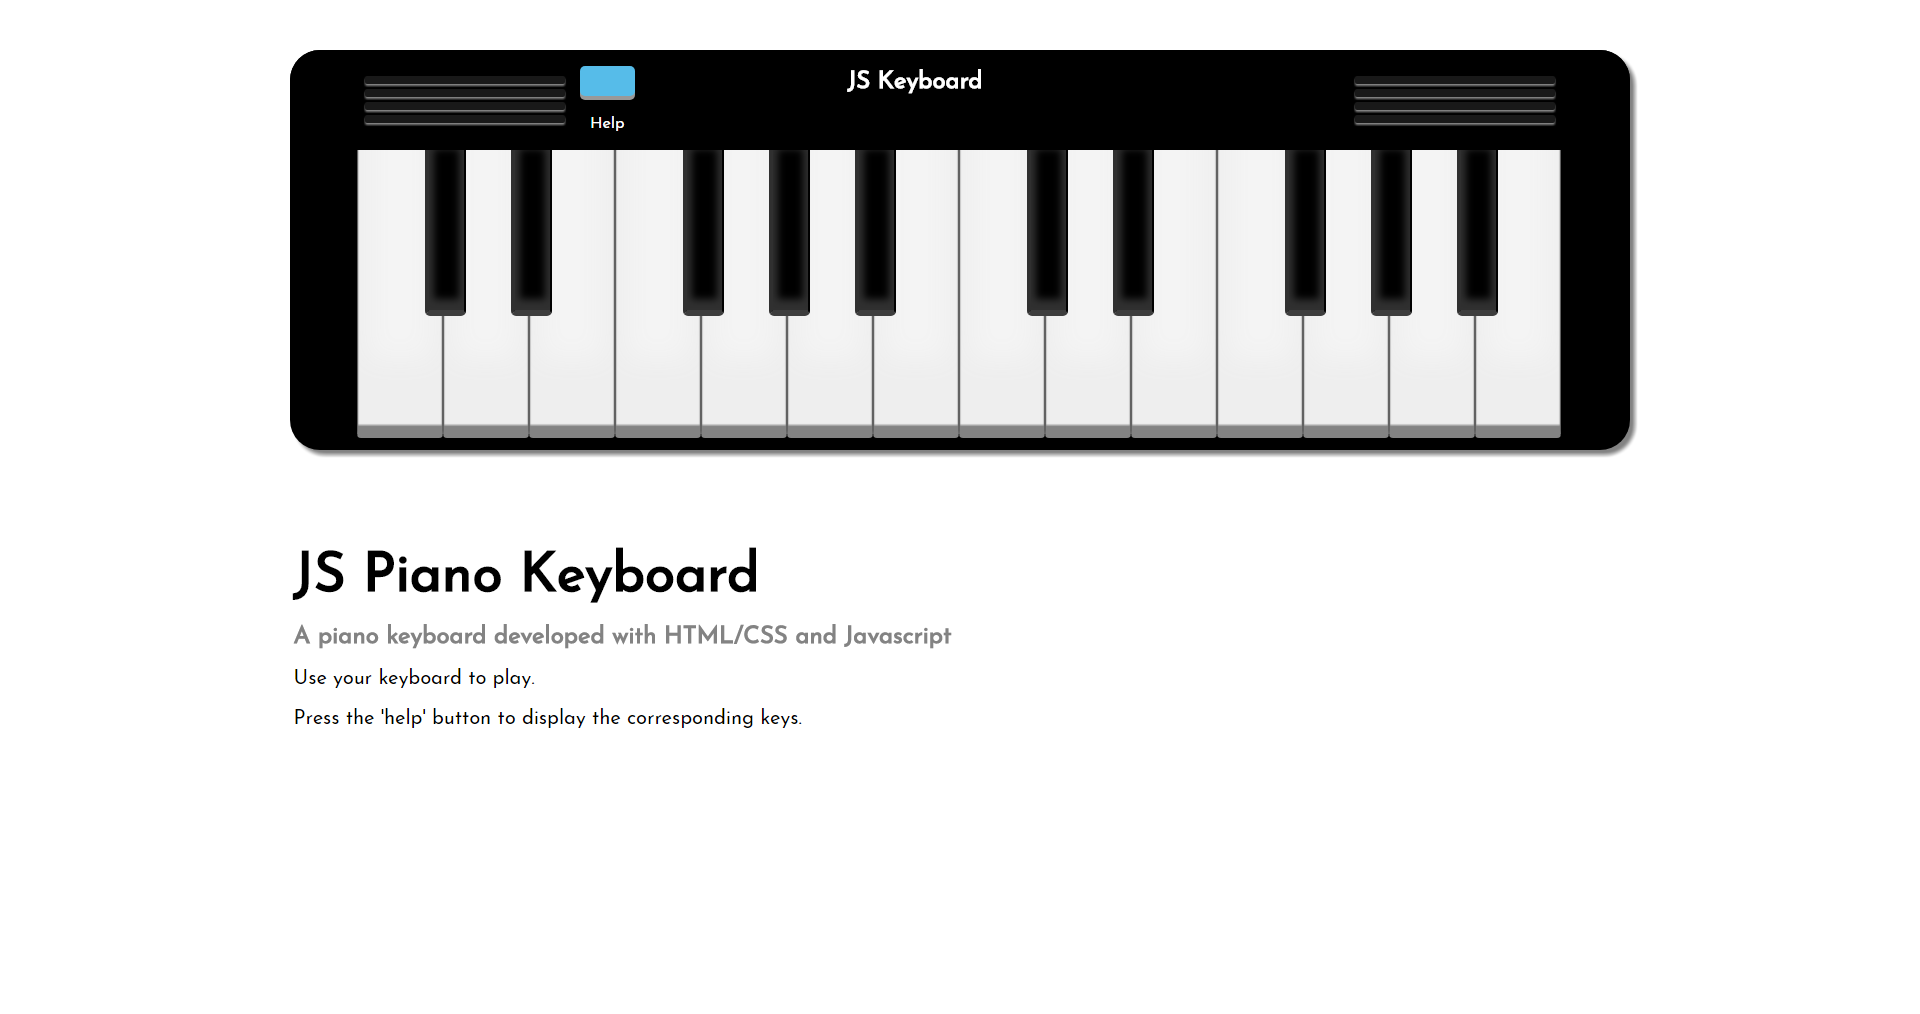 JS Keyboard
Help
JS Piano Keyboard
A piano keyboard developed with HTML/CSS and Javascript
Use your keyboard to play.
Press the 'help' button to display the corresponding keys.